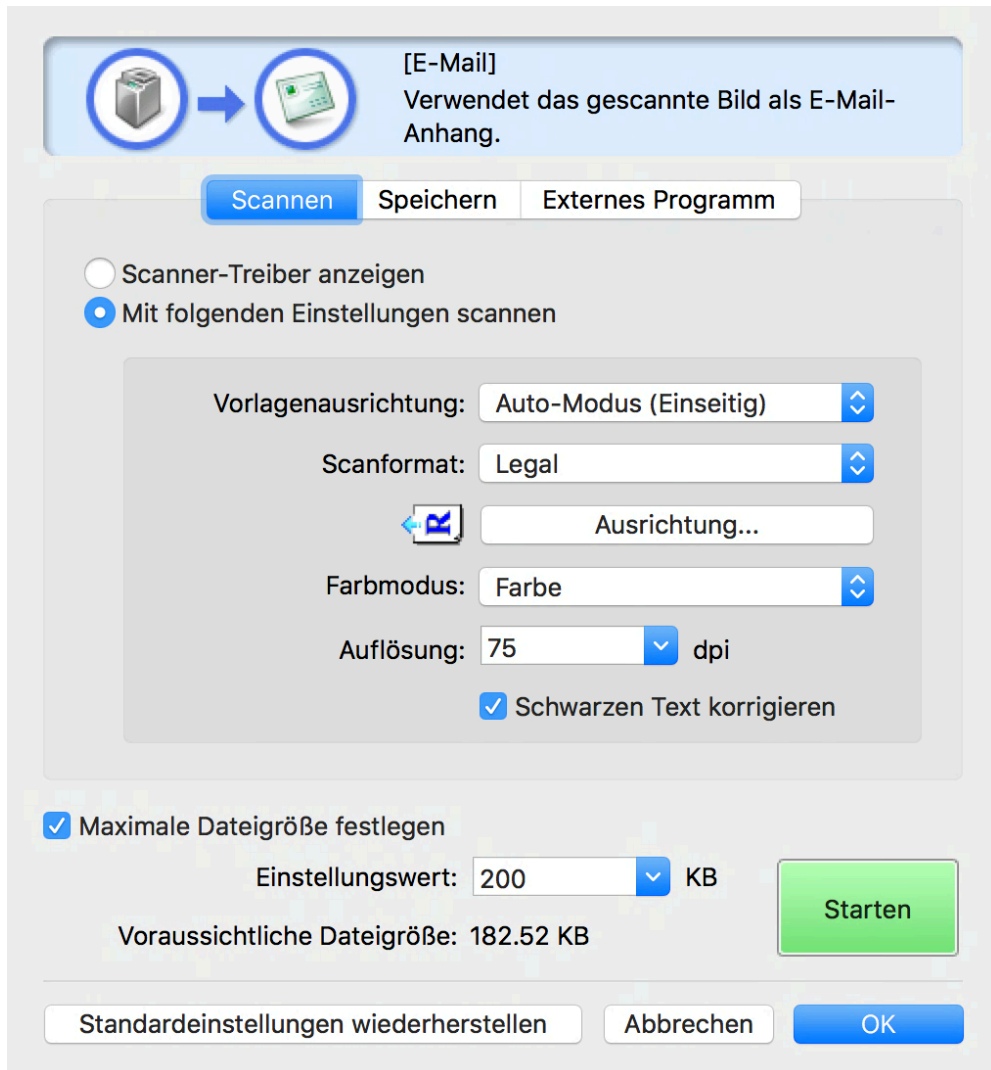 [E-Mail]
Verwendet das gescannte Bild als E-Mail-
Anhang.
Scannen Speichern Externes Programm
Scanner-Treiber anzeigen
Mit folgenden Einstellungen scannen
Vorlagenausrichtung: Auto-Modus (Einseitig)
Scanformat: Legal
R Ausrichtung...
Farbmodus: Farbe
Auflösung: 75 dpi
Schwarzen Text korrigieren
Maximale Dateigröße festlegen
Einstellungswert: 200 KB
Starten
Voraussichtliche Dateigröße: 182.52 KB
Standardeinstellungen wiederherstellen Abbrechen OK